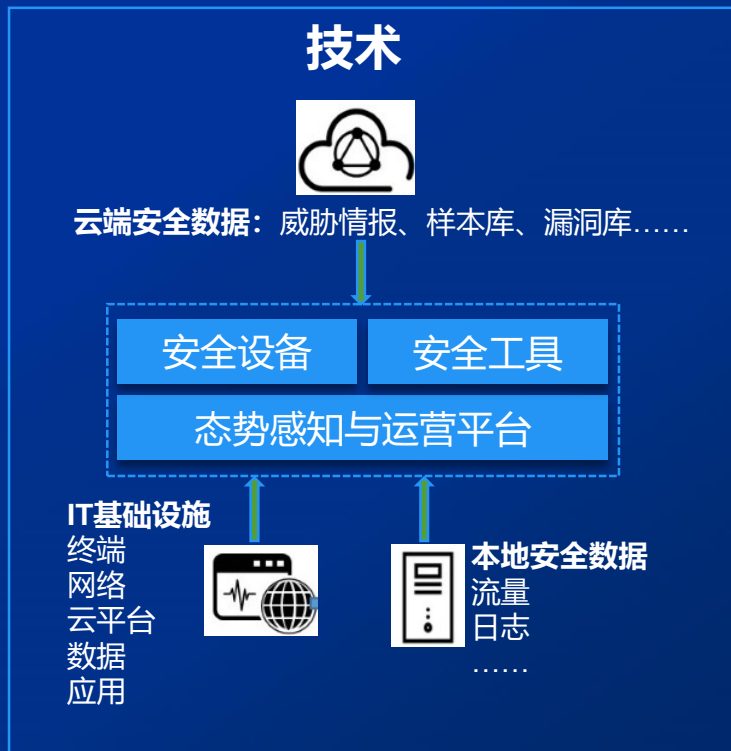 技术
云端安全数据：威胁情报、样本库、漏洞库……
安全设备
安全工具
态势感知与运营平台
IT基础设施
终端
网络
云平台
数据
应用
本地安全数据
流量
日志
……